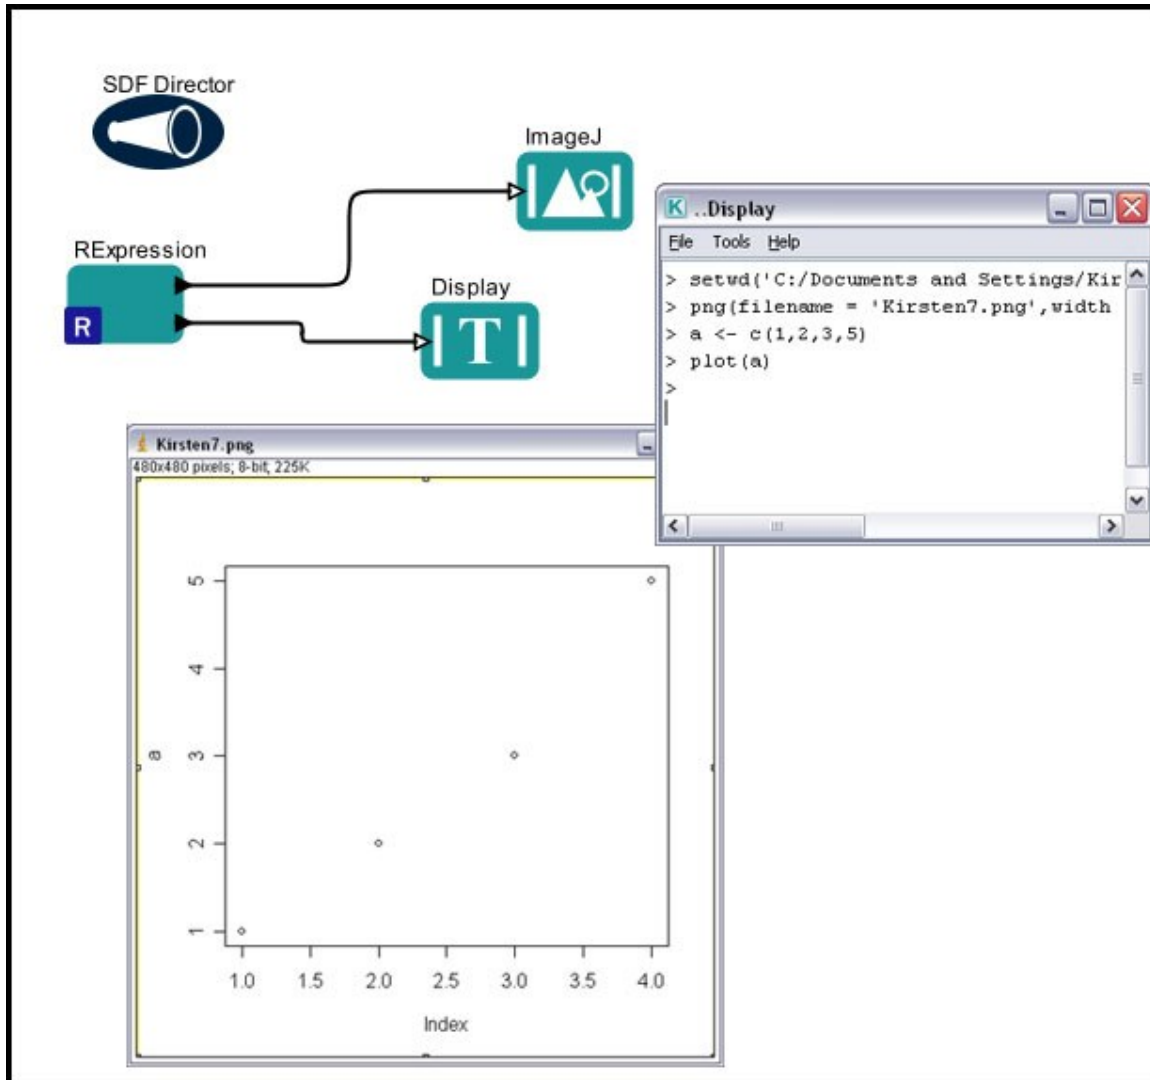 SDF Director
ImageJ
RExpression
R
Display
T
K ..Display
File Tools Help
> setwd('C:/Documents and Settings/Kir
> png(filename = 'Kirsten7.png',width
> a <- c(1,2,3,5)
> plot(a)
>
Kirsten7.png
480x480 pixels; 8-bit; 225K
5
4
3
2
1
a
1.0 1.5 2.0 2.5 3.0 3.5 4.0
Index